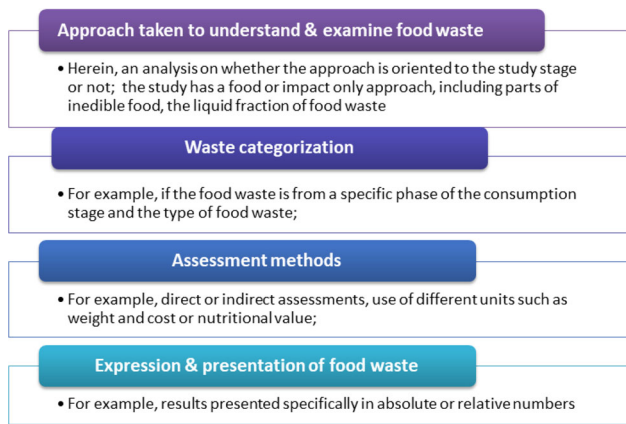 Approach taken to understand & examine food waste
• Herein, an analysis on whether the approach is oriented to the study stage
or not;  the study has a food or impact only approach, including parts of
inedible food, the liquid fraction of food waste
Waste categorization
• For example, if the food waste is from a specific phase of the consumption
stage and the type of food waste;
Assessment methods
• For example, direct or indirect assessments, use of different units such as
weight and cost or nutritional value;
Expression & presentation of food waste
• For example, results presented specifically in absolute or relative numbers